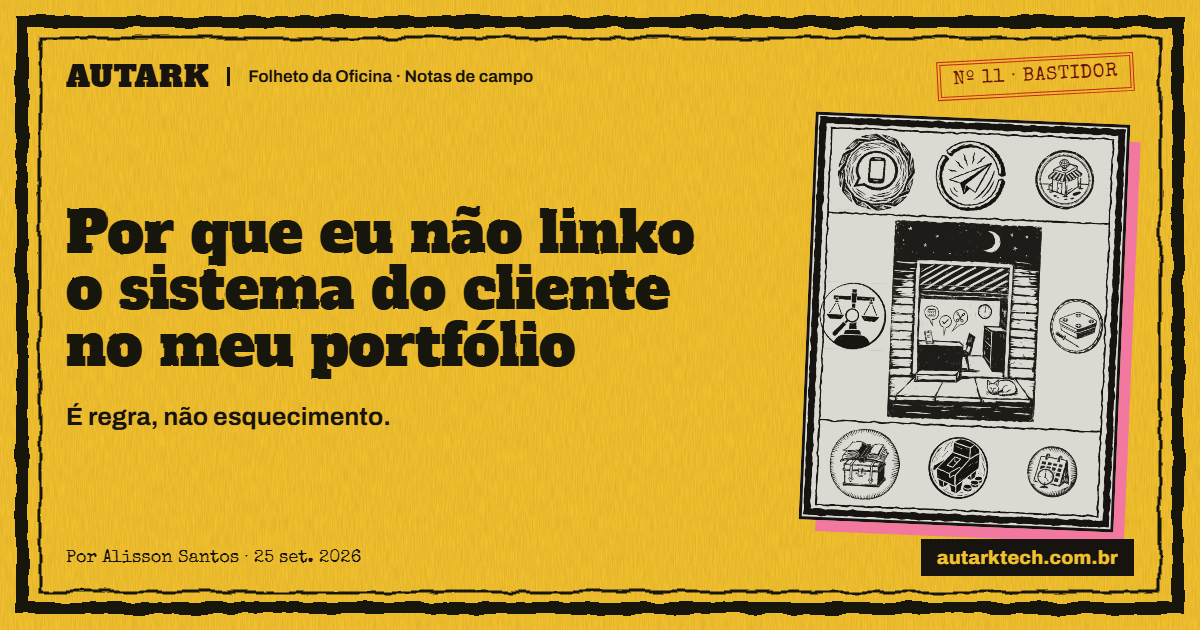 AUTARK
Folheto da Oficina · Notas de campo
Nº 11 · BASTIDOR
Por que eu não linko
o sistema do cliente
no meu portfólio
É regra, não esquecimento.
Por Alisson Santos · 25 set. 2026
autarktech.com.br